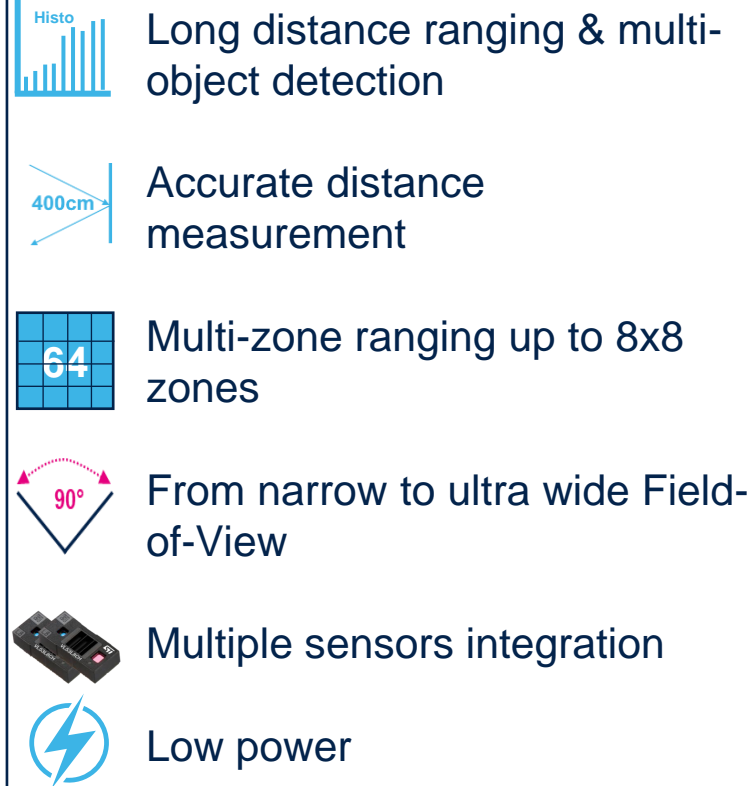 Histo
Long distance ranging & multi-
object detection
400cm
Accurate distance
measurement
64
Multi-zone ranging up to 8x8
zones
90°
From narrow to ultra wide Field-
of-View
Multiple sensors integration
Low power